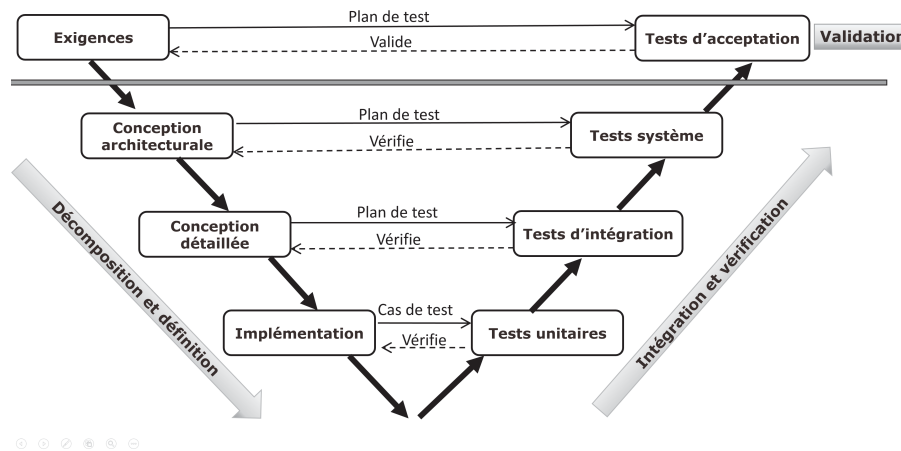 Plan de test
Exigences
Tests d'acceptation
Validation
Valide
Plan de test
Conception
architecturale
Tests système
Vérifie
Plan de test
Conception
détaillée
Tests d'intégration
Vérifie
Cas de test
Implémentation
Tests unitaires
Vérifie
Décomposition et définition
Intégration et vérification